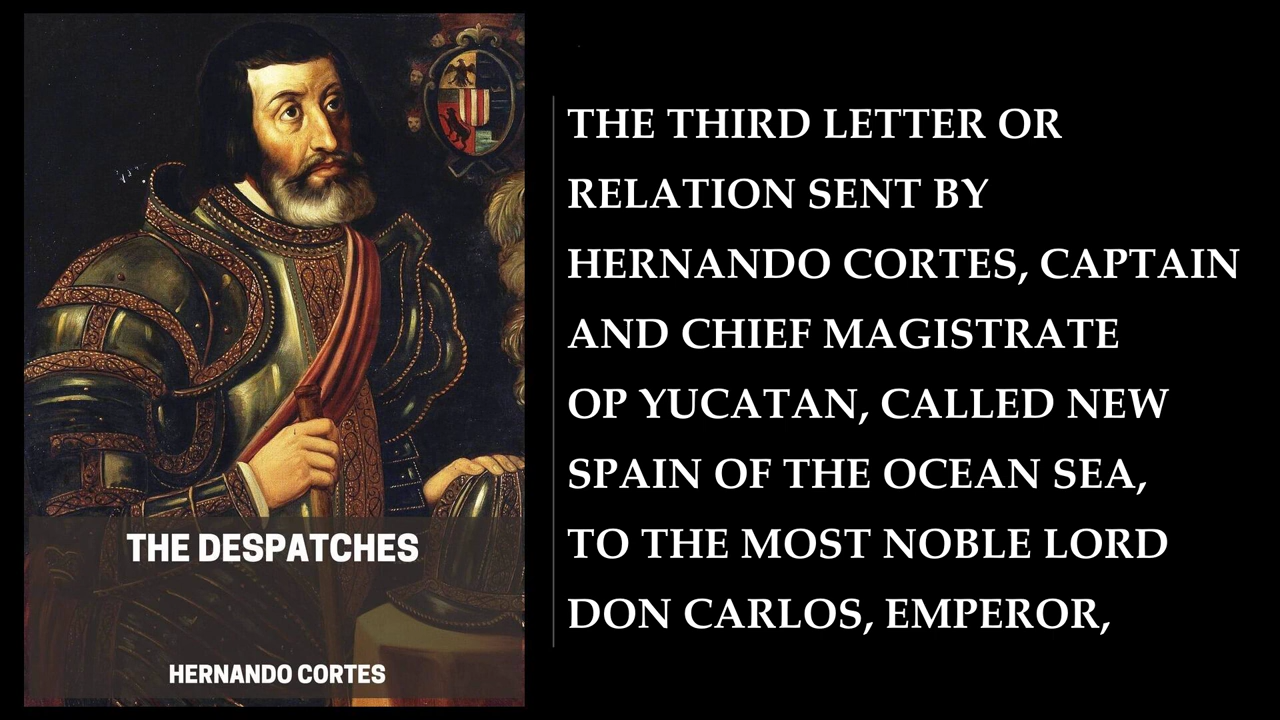 THE DESPATCHES
HERNANDO CORTES
THE THIRD LETTER OR
RELATION SENT BY
HERNANDO CORTES, CAPTAIN
AND CHIEF MAGISTRATE
OP YUCATAN, CALLED NEW
SPAIN OF THE OCEAN SEA,
TO THE MOST NOBLE LORD
DON CARLOS, EMPEROR,